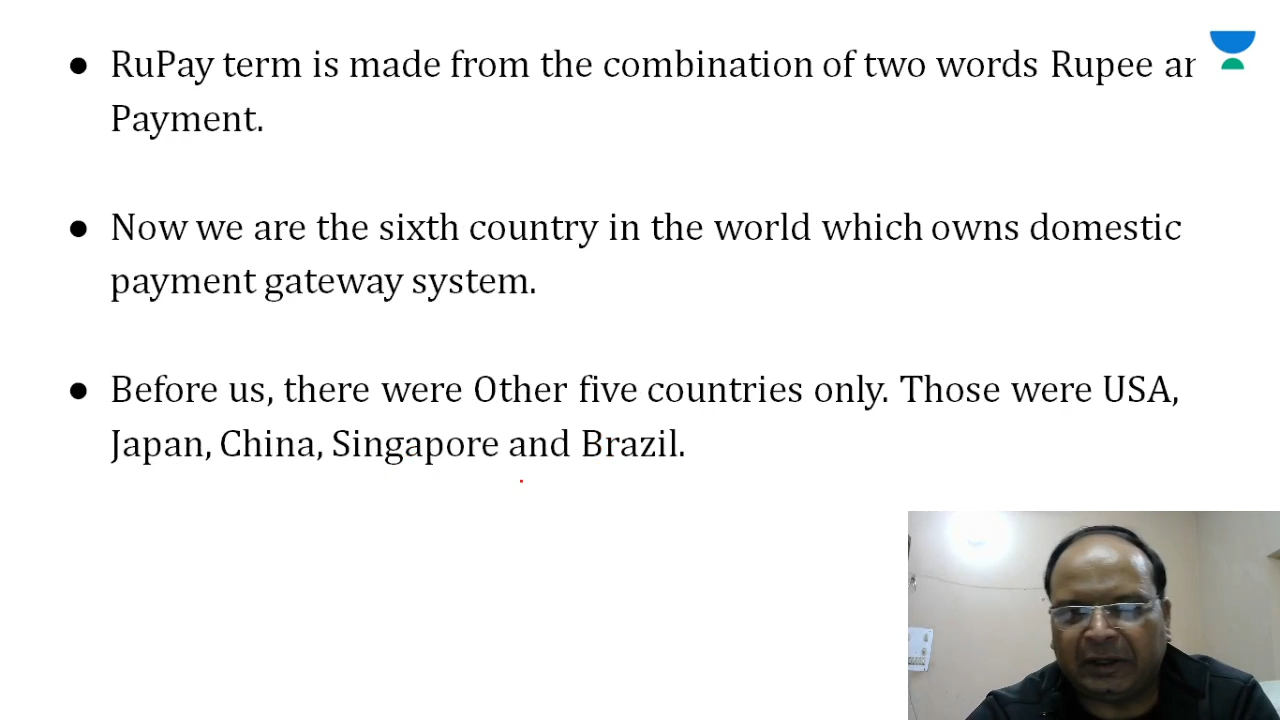 ● RuPay term is made from the combination of two words Rupee ar
Payment.
● Now we are the sixth country in the world which owns domestic
payment gateway system.
● Before us, there were Other five countries only. Those were USA,
Japan, China, Singapore and Brazil.